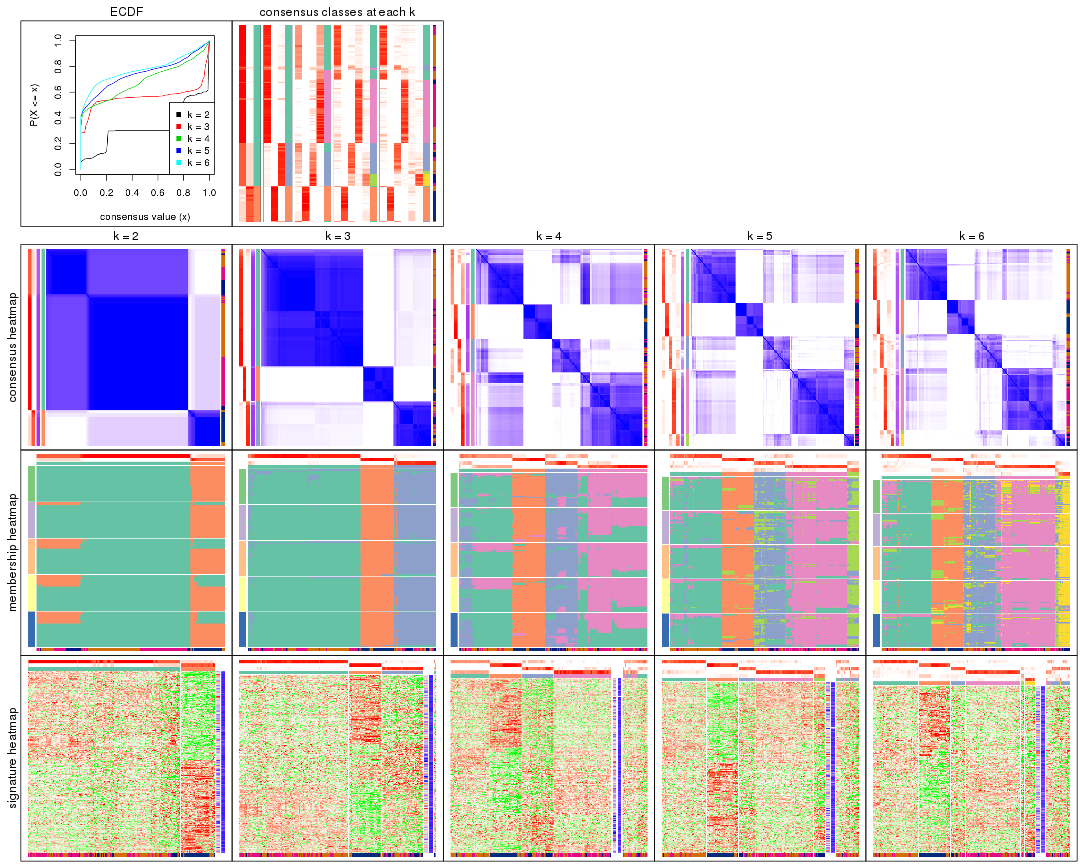 ECDF
consensus classes at each k
P(X <= x)
0.0 0.2 0.4 0.6 0.8 1.0
k = 2
k = 3
k = 4
k = 5
k = 6
0.0 0.2 0.4 0.6 0.8 1.0
consensus value (x)
k = 2
k = 3
k = 4
k = 5
k = 6
consensus heatmap
membership heatmap
signature heatmap